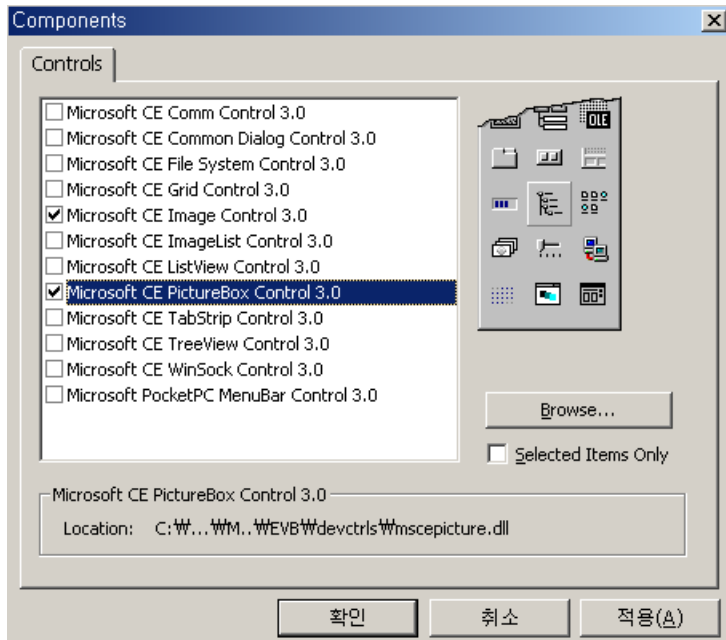 Components
Controls
Microsoft CE Comm Control 3.0
Microsoft CE Common Dialog Control 3.0
Microsoft CE File System Control 3.0
Microsoft CE Grid Control 3.0
Microsoft CE Image Control 3.0
Microsoft CE ImageList Control 3.0
Microsoft CE ListView Control 3.0
Microsoft CE PictureBox Control 3.0
Microsoft CE TabStrip Control 3.0
Microsoft CE TreeView Control 3.0
Microsoft CE WinSock Control 3.0
Microsoft PocketPC MenuBar Control 3.0
OLE
Browse...
Selected Items Only
Microsoft CE PictureBox Control 3.0
Location: C:₩...₩M..₩EVB₩devctrls₩mscepicture.dll
확인 취소 적용(A)